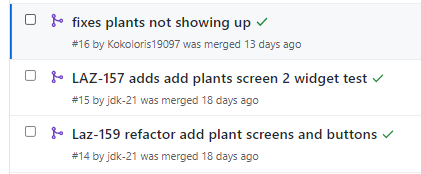 fixes plants not showing up
#16 by Kokoloris19097 was merged 13 days ago
LAZ-157 adds add plants screen 2 widget test
#15 by jdk-21 was merged 18 days ago
Laz-159 refactor add plant screens and buttons
#14 by jdk-21 was merged 18 days ago